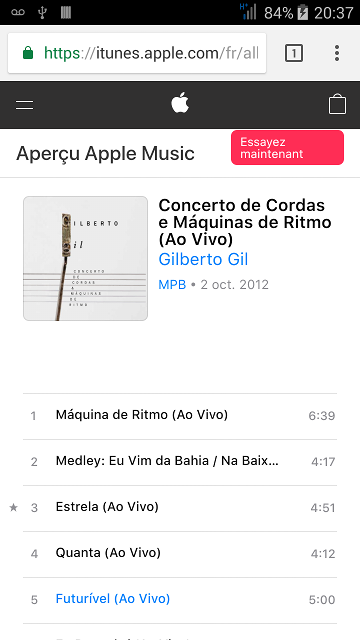 84% 20:37
https://itunes.apple.com/fr/all
1
Aperçu Apple Music
Essayez
maintenant
GILBERTO
Gil
CONCERTO
DE
CORDAS
&
MÁQUINAS
DE
RITMO
Concerto de Cordas
e Máquinas de Ritmo
(Ao Vivo)
Gilberto Gil
MPB • 2 oct. 2012
1 Máquina de Ritmo (Ao Vivo) 6:39
2 Medley: Eu Vim da Bahia / Na Baix... 4:17
★ 3 Estrela (Ao Vivo) 4:51
4 Quanta (Ao Vivo) 4:12
5 Futurível (Ao Vivo) 5:00